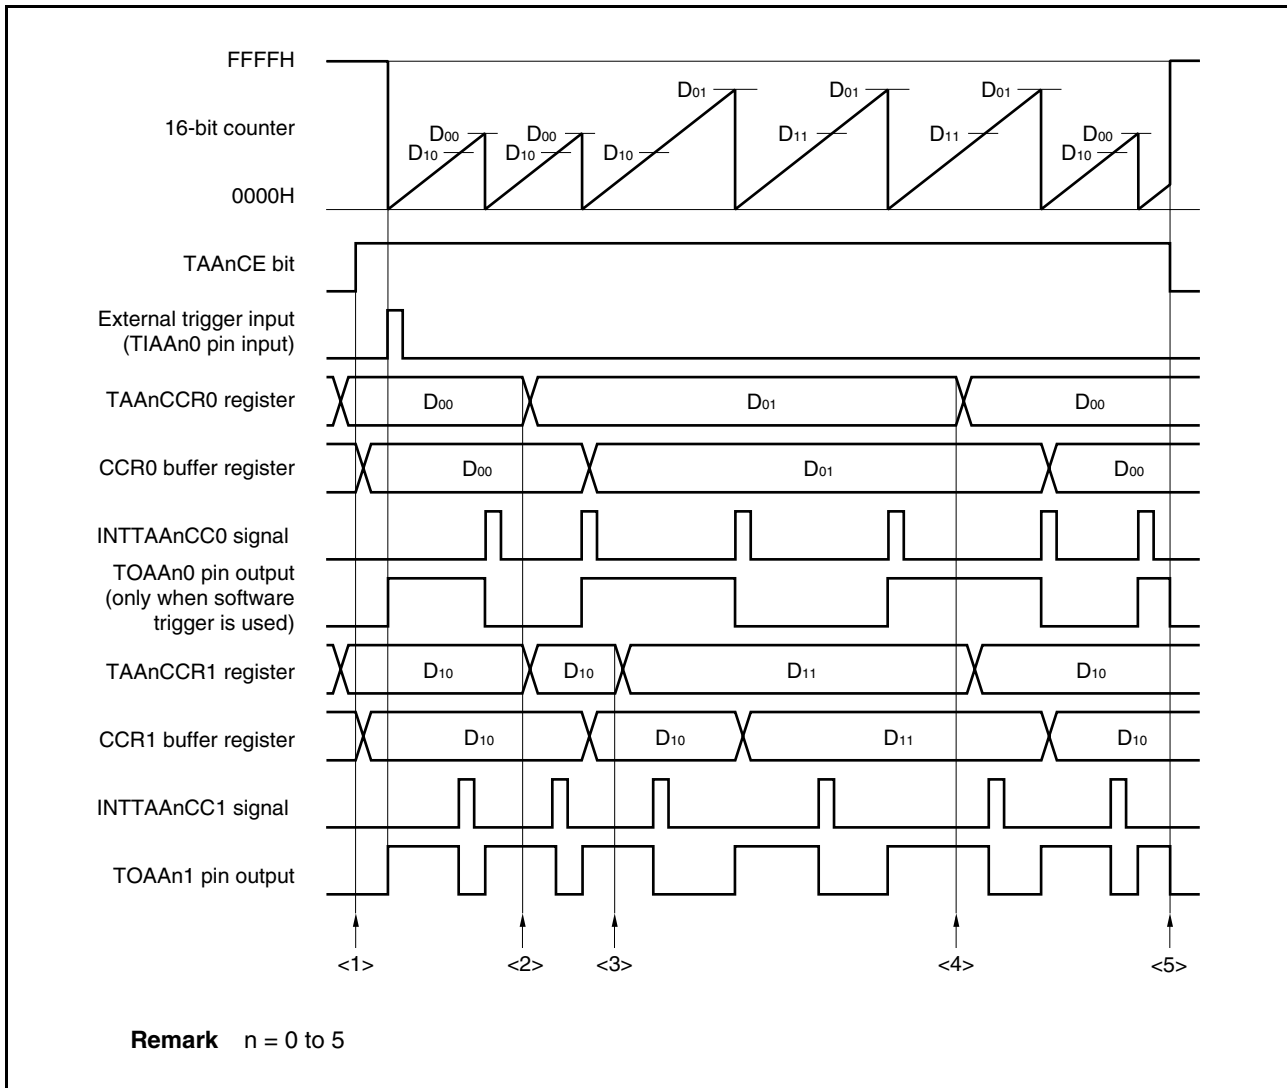 FFFFH
D01 D01 D01
16-bit counter
D00 D00 D11 D11 D00
D10 D10 D10 D10
0000H
TAAnCE bit
External trigger input
(TIAAn0 pin input)
TAAnCCR0 register D00 D01 D00
CCR0 buffer register D00 D01 D00
INTTAAnCC0 signal
TOAAn0 pin output
(only when software
trigger is used)
TAAnCCR1 register D10 D10 D11 D10
CCR1 buffer register D10 D10 D11 D10
INTTAAnCC1 signal
TOAAn1 pin output
<1> <2> <3> <4> <5>
Remark n = 0 to 5